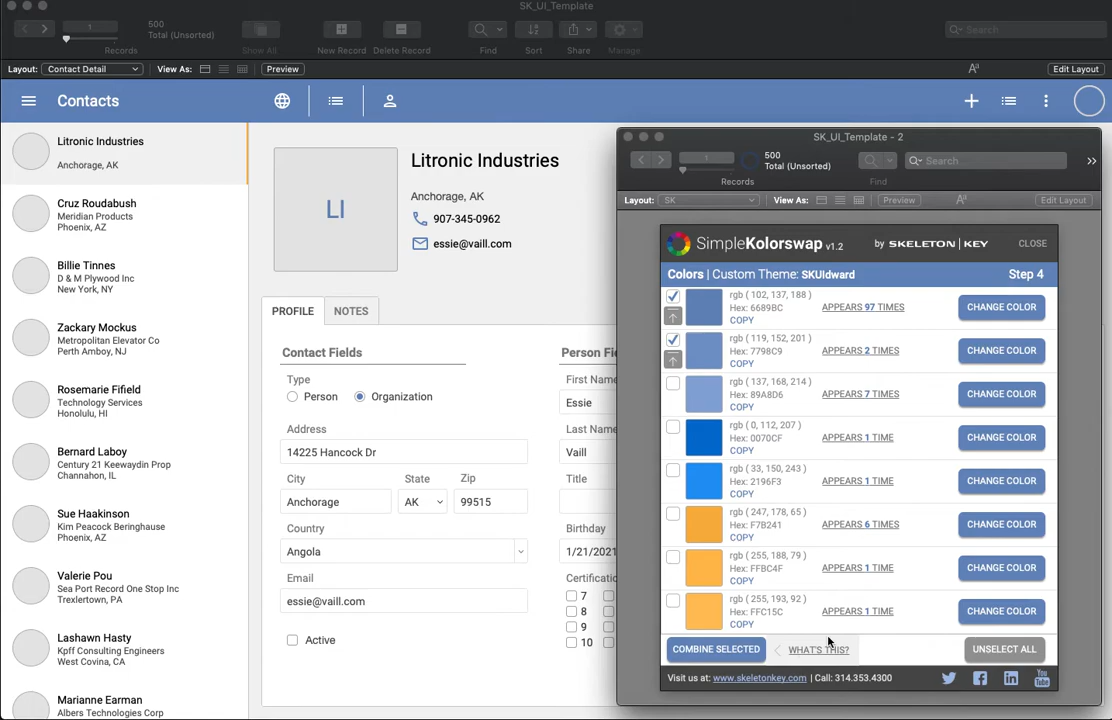 SK_UI_Template
1
500
Total (Unsorted)
Records
Show All
New Record
Delete Record
Find
Sort
Share
Manage
Search
Layout: Contact Detail
View As:
Preview
Aa
Edit Layout
Contacts
Litronic Industries
Anchorage, AK
Cruz Roudabush
Meridian Products
Phoenix, AZ
Billie Tinnes
D & M Plywood Inc
New York, NY
Zackary Mockus
Metropolitan Elevator Co
Perth Amboy, NJ
Rosemarie Fifield
Technology Services
Honolulu, HI
Bernard Laboy
Century 21 Keewaydin Prop
Channahon, IL
Sue Haakinson
Kim Peacock Beringhause
Phoenix, AZ
Valerie Pou
Sea Port Record One Stop Inc
Trexlertown, PA
Lashawn Hasty
Kpff Consulting Engineers
West Covina, CA
Marianne Earman
Albers Technologies Corp
LI
Litronic Industries
Anchorage, AK
907-345-0962
essie@vaill.com
PROFILE
NOTES
Contact Fields
Type
Person
Organization
Address
14225 Hancock Dr
City
State
Zip
Anchorage
AK
99515
Country
Angola
Email
essie@vaill.com
Active
Person Fie
First Name
Essie
Last Name
Vaill
Title
Birthday
1/21/2021
Certificatio
7
8
9
10
SK_UI_Template - 2
1
500
Total (Unsorted)
Records
Find
Search
Layout: SK
View As:
Preview
Aa
Edit Layout
SimpleKolorswap v1.2
by SKELETON | KEY
CLOSE
Colors | Custom Theme: SKUIdward
Step 4
rgb ( 102, 137, 188 )
Hex: 6689BC
COPY
APPEARS 97 TIMES
CHANGE COLOR
rgb ( 119, 152, 201 )
Hex: 7798C9
COPY
APPEARS 2 TIMES
CHANGE COLOR
rgb ( 137, 168, 214 )
Hex: 89A8D6
COPY
APPEARS 7 TIMES
CHANGE COLOR
rgb ( 0, 112, 207 )
Hex: 0070CF
COPY
APPEARS 1 TIME
CHANGE COLOR
rgb ( 33, 150, 243 )
Hex: 2196F3
COPY
APPEARS 1 TIME
CHANGE COLOR
rgb ( 247, 178, 65 )
Hex: F7B241
COPY
APPEARS 6 TIMES
CHANGE COLOR
rgb ( 255, 188, 79 )
Hex: FFBC4F
COPY
APPEARS 1 TIME
CHANGE COLOR
rgb ( 255, 193, 92 )
Hex: FFC15C
COPY
APPEARS 1 TIME
CHANGE COLOR
COMBINE SELECTED
WHAT'S THIS?
UNSELECT ALL
Visit us at: www.skeletonkey.com | Call: 314.353.4300
You
Tube